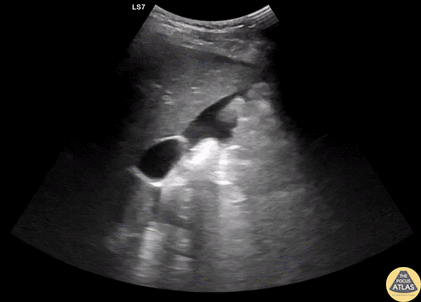 LS7
THE
POCUS
ATLAS